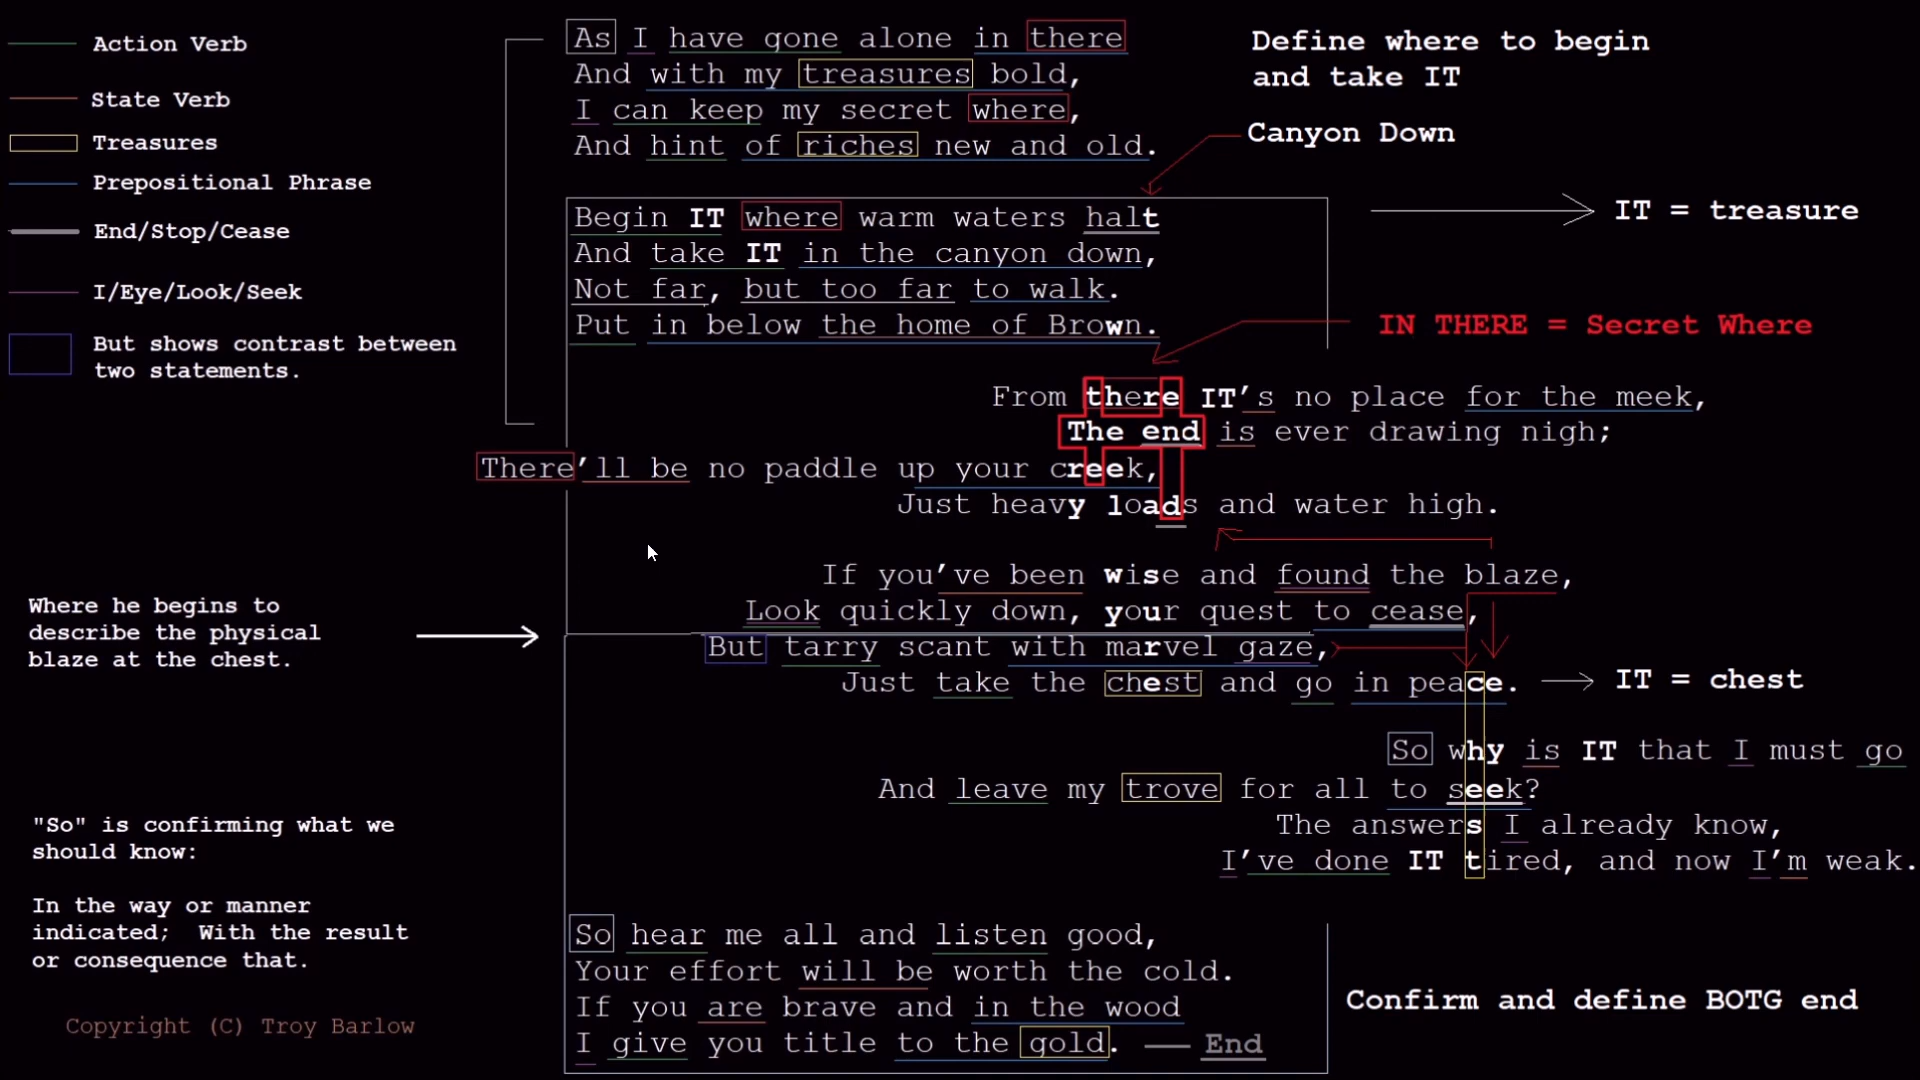 Action Verb
State Verb
Treasures
Prepositional Phrase
End/Stop/Cease
I/Eye/Look/Seek
But shows contrast between
two statements.
Where he begins to
describe the physical
blaze at the chest.
"So" is confirming what we
should know:
In the way or manner
indicated; With the result
or consequence that.
Copyright (C) Troy Barlow
As I have gone alone in there
And with my treasures bold,
I can keep my secret where,
And hint of riches new and old.
Begin IT where warm waters halt
And take IT in the canyon down,
Not far, but too far to walk.
Put in below the home of Brown.
From there IT's no place for the meek,
The end is ever drawing nigh;
There'll be no paddle up your creek,
Just heavy loads and water high.
If you've been wise and found the blaze,
Look quickly down, your quest to cease,
But tarry scant with marvel gaze,
Just take the chest and go in peace.
So why is IT that I must go
And leave my trove for all to seek?
The answers I already know,
I've done IT tired, and now I'm weak.
So hear me all and listen good,
Your effort will be worth the cold.
If you are brave and in the wood
I give you title to the gold. End
Define where to begin
and take IT
Canyon Down
IT = treasure
IN THERE = Secret Where
IT = chest
Confirm and define BOTG end